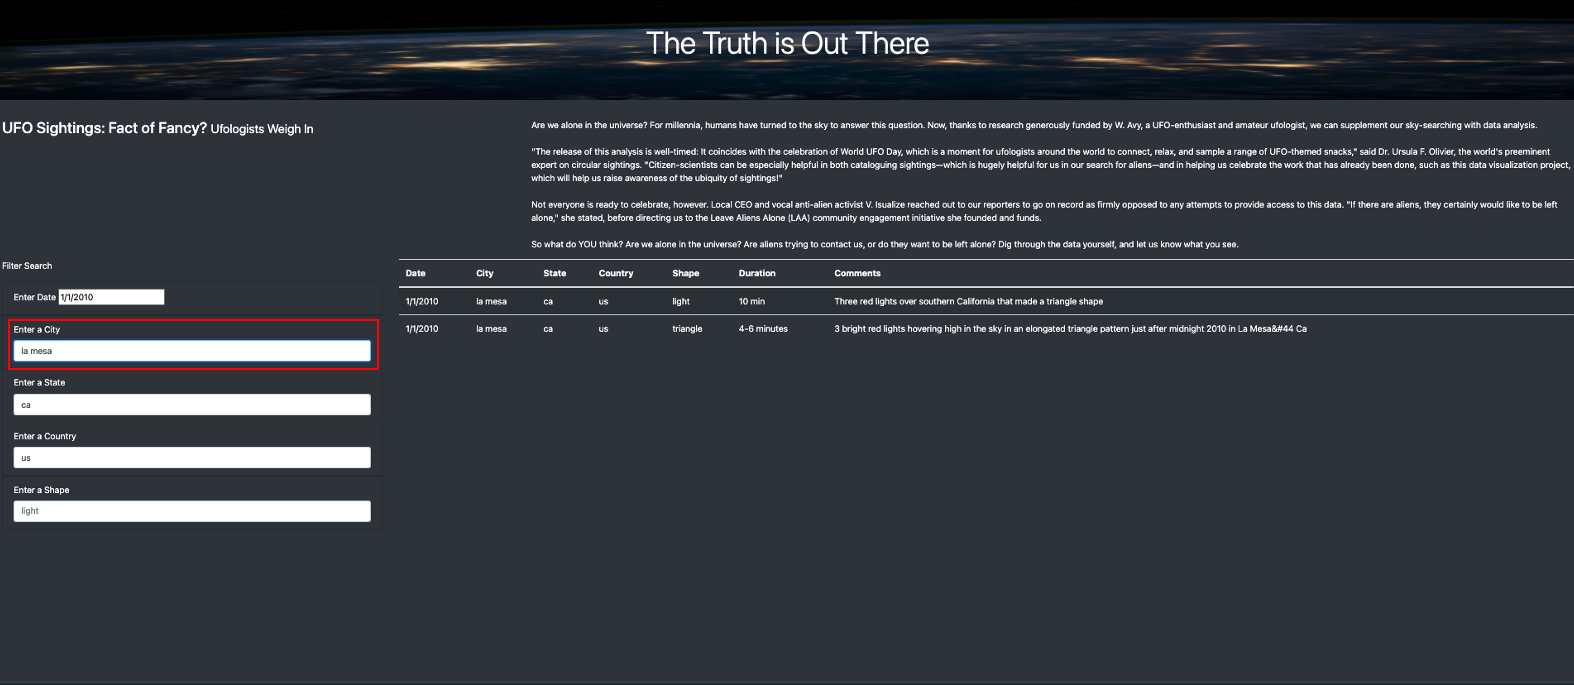 The Truth is Out There
UFO Sightings: Fact of Fancy? Ufologists Weigh In
Are we alone in the universe? For millennia, humans have turned to the sky to answer this question. Now, thanks to research generously funded by W. Avy, a UFO-enthusiast and amateur ufologist, we can supplement our sky-searching with data analysis.
"The release of this analysis is well-timed: It coincides with the celebration of World UFO Day, which is a moment for ufologists around the world to connect, relax, and sample a range of UFO-themed snacks," said Dr. Ursula F. Olivier, the world's preeminent
expert on circular sightings. "Citizen-scientists can be especially helpful in both cataloguing sightings—which is hugely helpful for us in our search for aliens—and in helping us celebrate the work that has already been done, such as this data visualization project,
which will help us raise awareness of the ubiquity of sightings!"
Not everyone is ready to celebrate, however. Local CEO and vocal anti-alien activist V. Isualize reached out to our reporters to go on record as firmly opposed to any attempts to provide access to this data. "If there are aliens, they certainly would like to be left
alone," she stated, before directing us to the Leave Aliens Alone (LAA) community engagement initiative she founded and funds.
So what do YOU think? Are we alone in the universe? Are aliens trying to contact us, or do they want to be left alone? Dig through the data yourself, and let us know what you see.
Filter Search
Enter Date 1/1/2010
Enter a City
la mesa
Enter a State
ca
Enter a Country
us
Enter a Shape
light
Date City State Country Shape Duration Comments
1/1/2010 la mesa ca us light 10 min Three red lights over southern California that made a triangle shape
1/1/2010 la mesa ca us triangle 4-6 minutes 3 bright red lights hovering high in the sky in an elongated triangle pattern just after midnight 2010 in La Mesa&#44 Ca